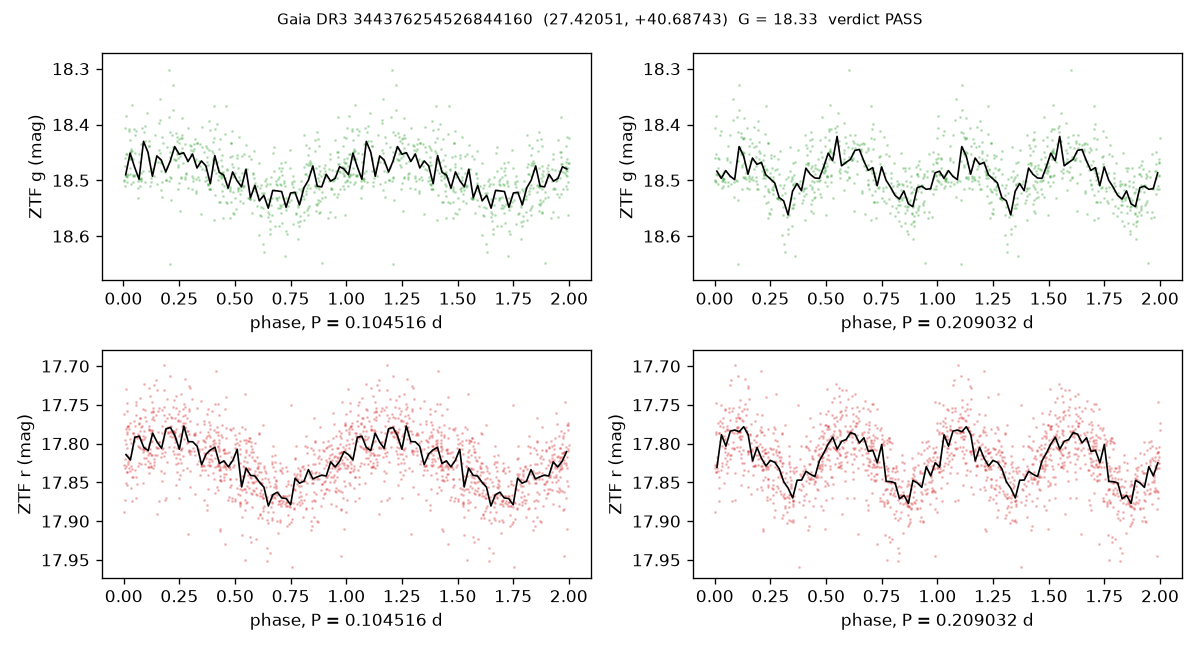 Gaia DR3 344376254526844160 (27.42051, +40.68743) G = 18.33 verdict PASS
ZTF g (mag)
18.3
18.4
18.5
18.6
0.00 0.25 0.50 0.75 1.00 1.25 1.50 1.75 2.00
phase, P = 0.104516 d
ZTF g (mag)
18.3
18.4
18.5
18.6
0.00 0.25 0.50 0.75 1.00 1.25 1.50 1.75 2.00
phase, P = 0.209032 d
ZTF r (mag)
17.70
17.75
17.80
17.85
17.90
17.95
0.00 0.25 0.50 0.75 1.00 1.25 1.50 1.75 2.00
phase, P = 0.104516 d
ZTF r (mag)
17.70
17.75
17.80
17.85
17.90
17.95
0.00 0.25 0.50 0.75 1.00 1.25 1.50 1.75 2.00
phase, P = 0.209032 d